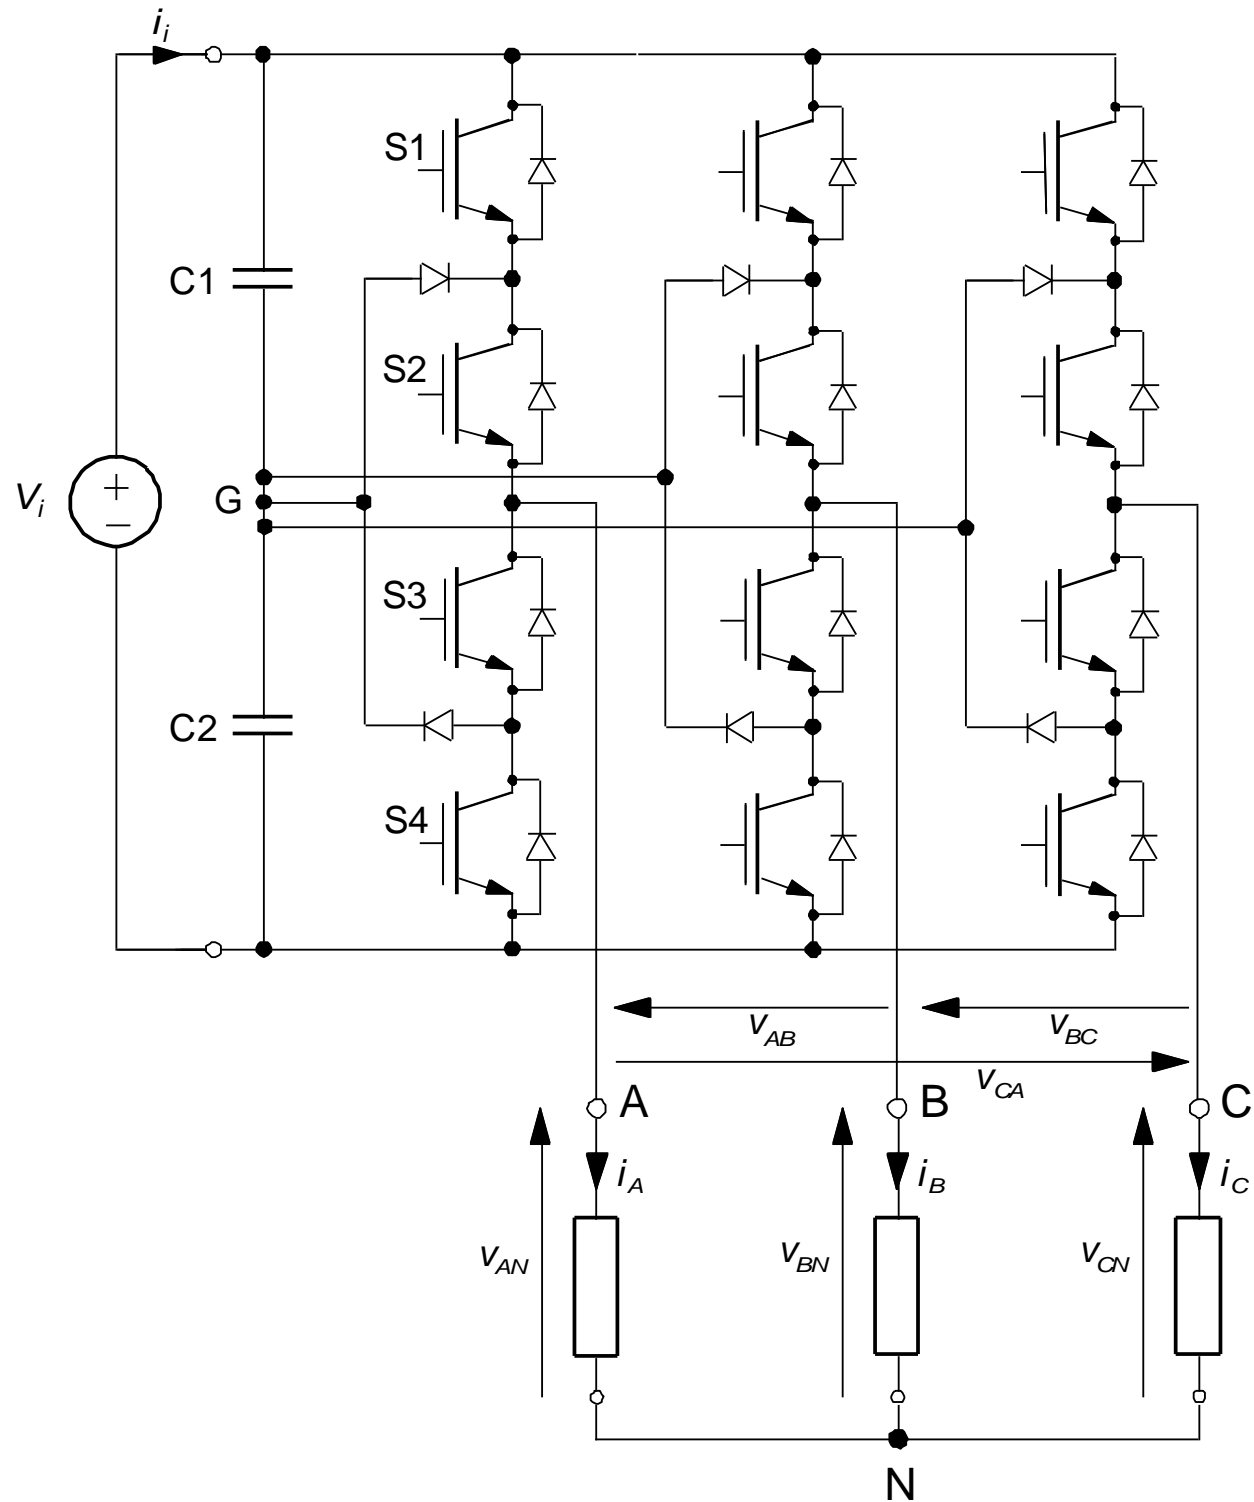 i_i
S1
C1
S2
V_i
G
S3
C2
S4
v_AB
v_BC
v_CA
A
B
C
i_A
i_B
i_C
v_AN
v_BN
v_CN
N